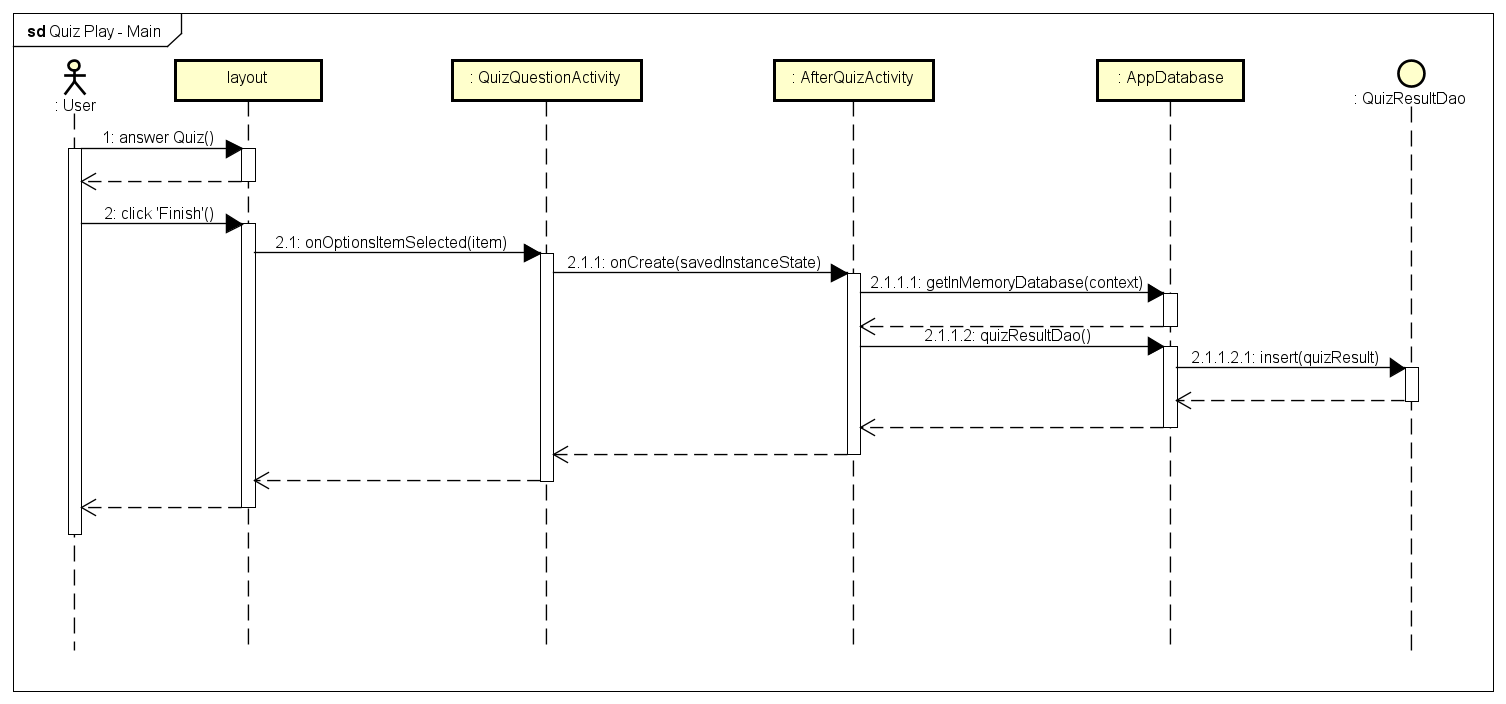 sd Quiz Play - Main
: User
layout
: QuizQuestionActivity
: AfterQuizActivity
: AppDatabase
: QuizResultDao
1: answer Quiz()
2: click 'Finish'()
2.1: onOptionsItemSelected(item)
2.1.1: onCreate(savedInstanceState)
2.1.1.1: getInMemoryDatabase(context)
2.1.1.2: quizResultDao()
2.1.1.2.1: insert(quizResult)